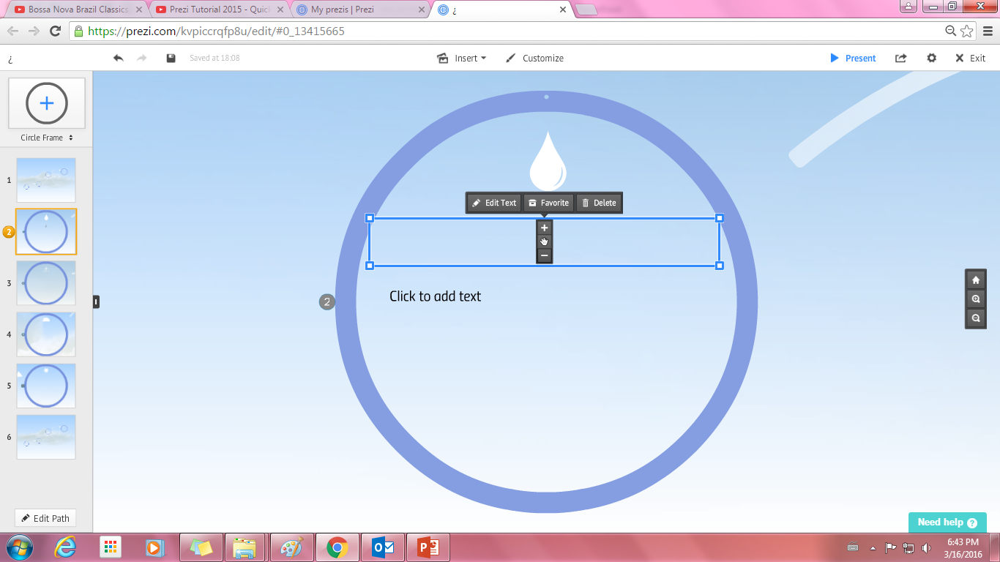 Bossa Nova Brazil Classics
Prezi Tutorial 2015 - Quick
My prezis | Prezi
¿
https://prezi.com/kvpiccrqfp8u/edit/#0_13415665
¿
Saved at 18:08
Insert
Customize
Present
Exit
Circle Frame
1
2
3
4
5
6
Edit Path
Edit Text
Favorite
Delete
2
Click to add text
Need help ?
6:43 PM
3/16/2016